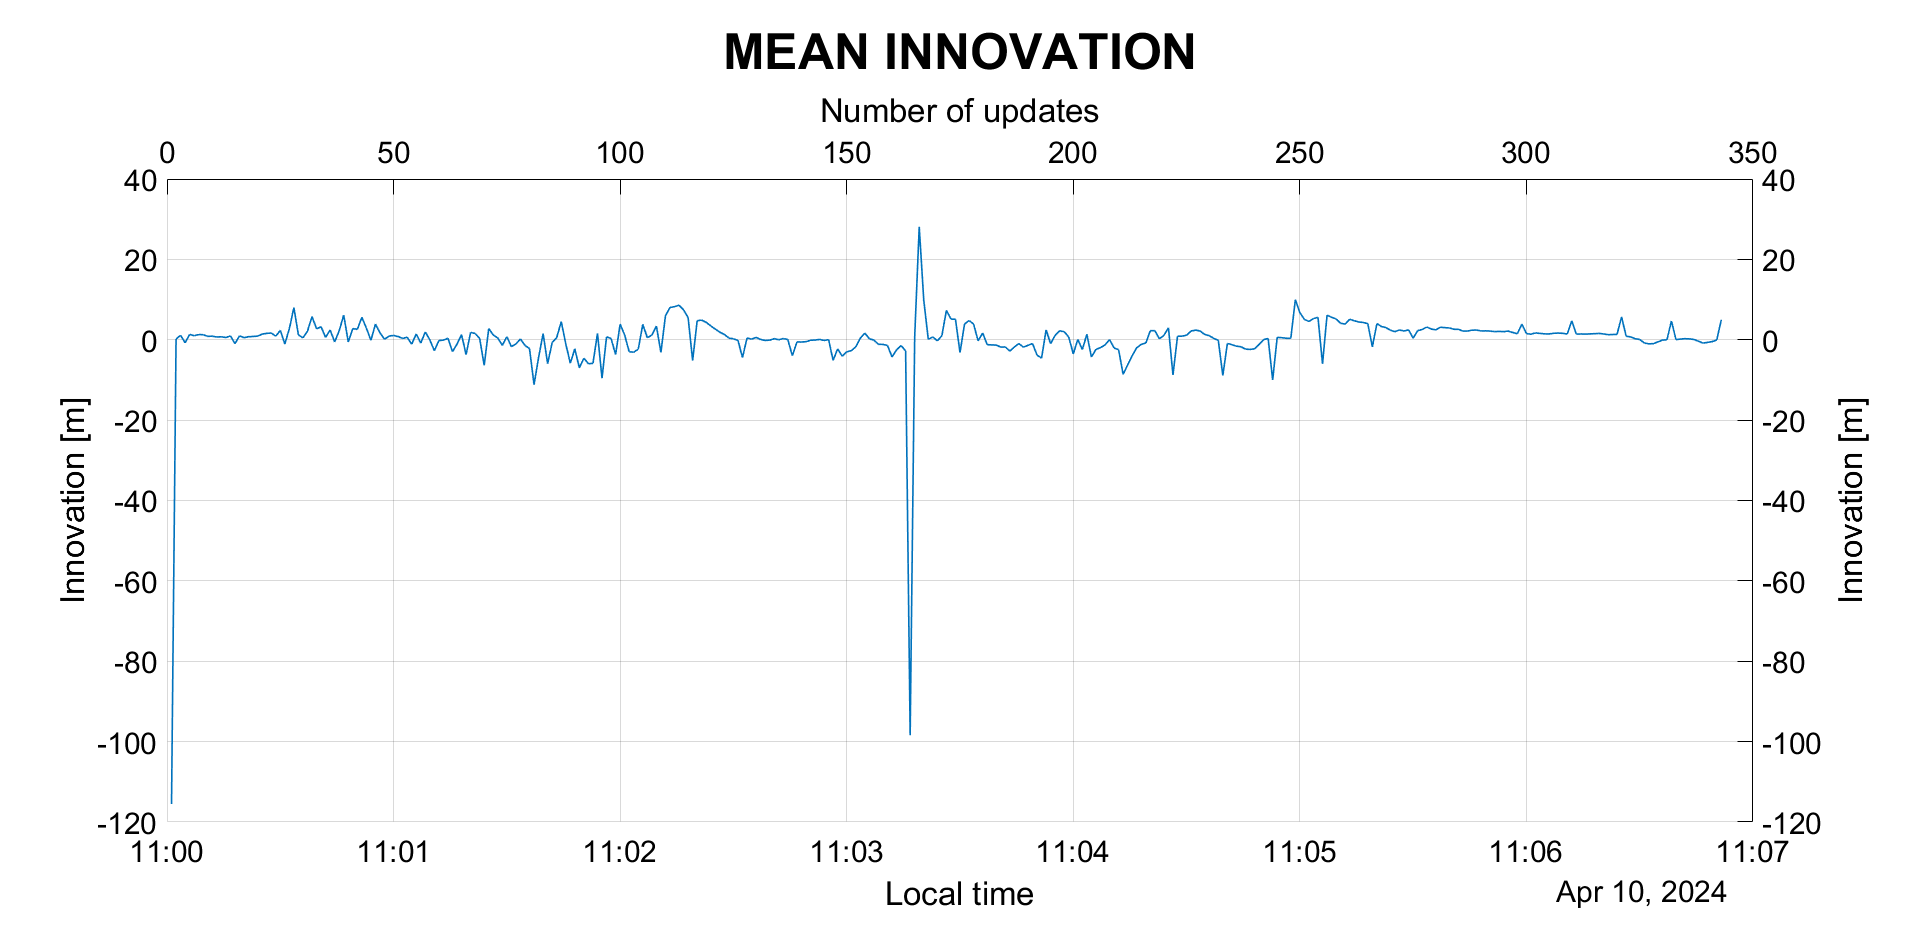 MEAN INNOVATION
Number of updates
0 50 100 150 200 250 300 350
40 40
20 20
0 0
-20 -20
-40 -40
-60 -60
-80 -80
-100 -100
-120 -120
Innovation [m]
Innovation [m]
11:00 11:01 11:02 11:03 11:04 11:05 11:06 11:07
Local time
Apr 10, 2024